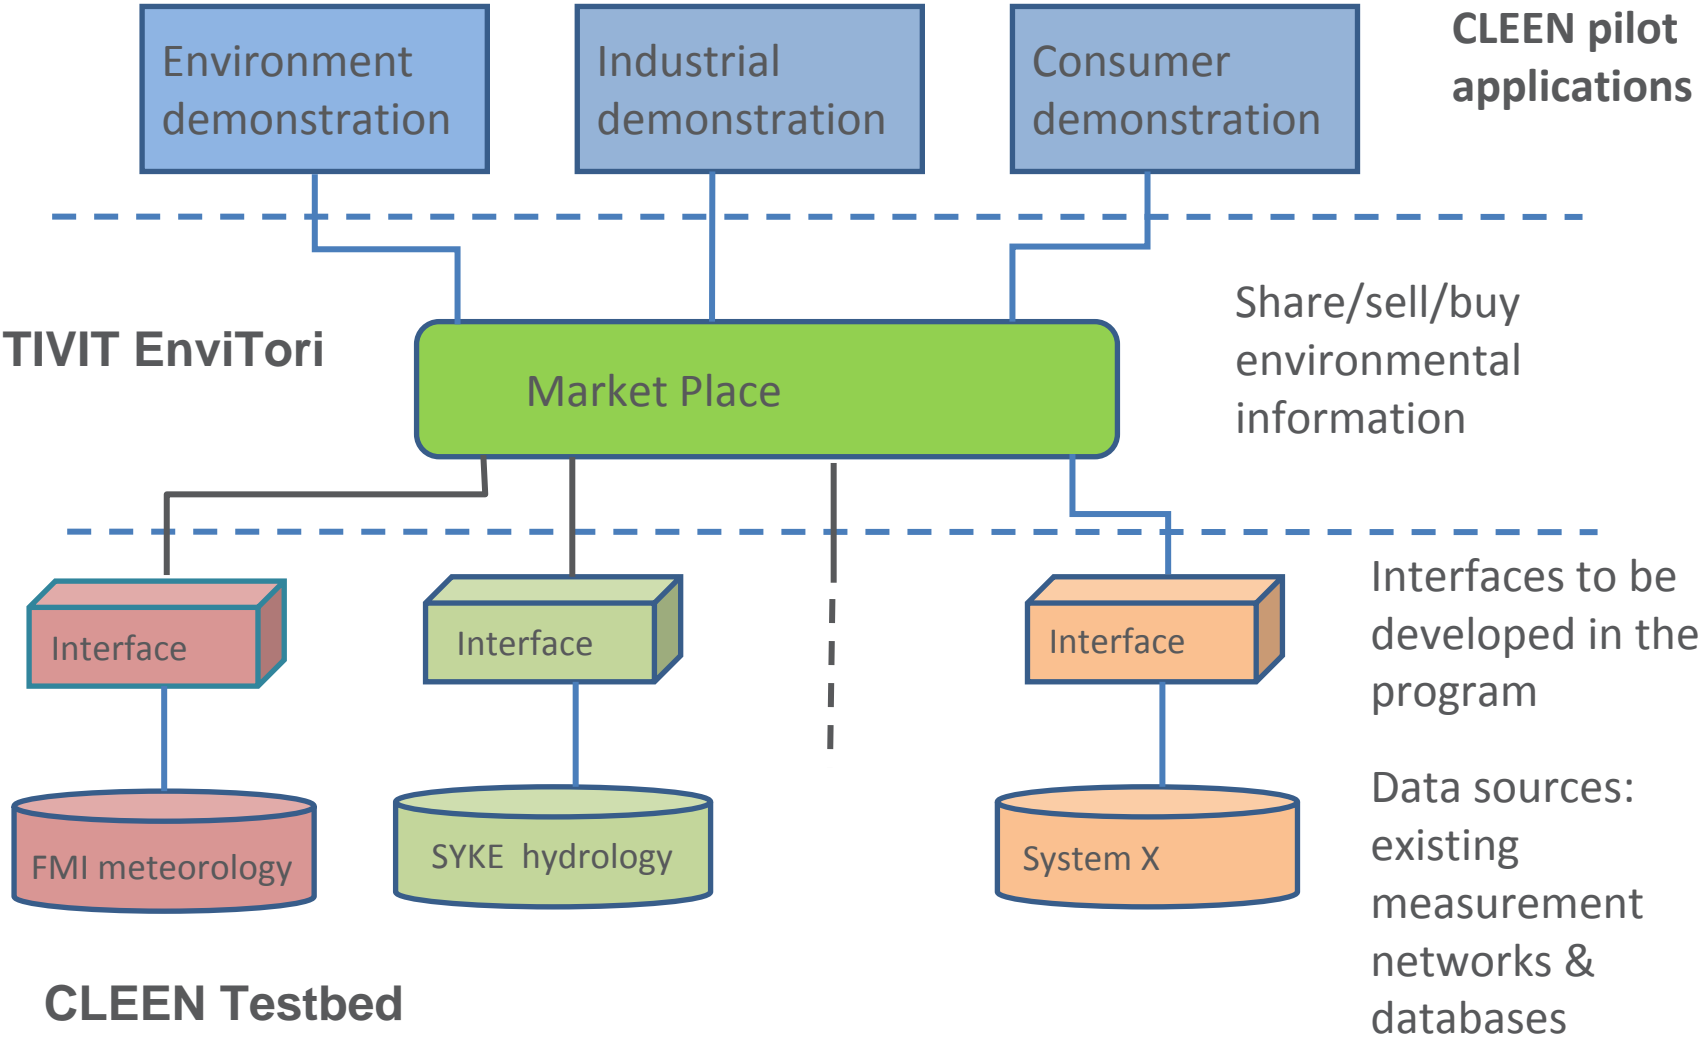 Environment
demonstration
Industrial
demonstration
Consumer
demonstration
CLEEN pilot
applications
TIVIT EnviTori
Market Place
Share/sell/buy
environmental
information
Interface
Interface
Interface
Interfaces to be
developed in the
program
FMI meteorology
SYKE hydrology
System X
Data sources:
existing
measurement
networks &
databases
CLEEN Testbed